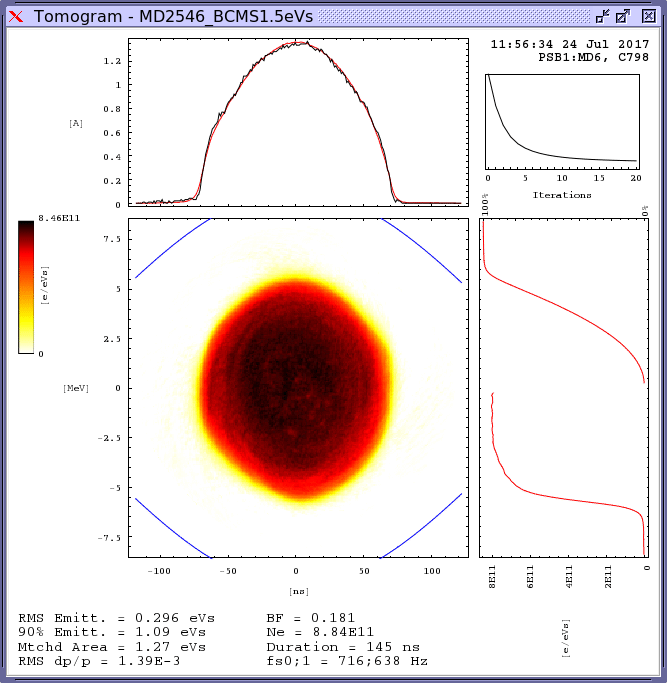 Tomogram - MD2546_BCMS1.5eVs
11:56:34 24 Jul 2017
PSB1:MD6, C798
[A]
1.2
1
0.8
0.6
0.4
0.2
0
0 5 10 15 20
Iterations
100%
0%
8.46E11
[e/eVs]
0
[MeV]
7.5
5
2.5
0
-2.5
-5
-7.5
-100 -50 0 50 100
[ns]
8E11 6E11 4E11 2E11 0
[e/eVs]
RMS Emitt. = 0.296 eVs BF = 0.181
90% Emitt. = 1.09 eVs Ne = 8.84E11
Mtchd Area = 1.27 eVs Duration = 145 ns
RMS dp/p = 1.39E-3 fs0;1 = 716;638 Hz